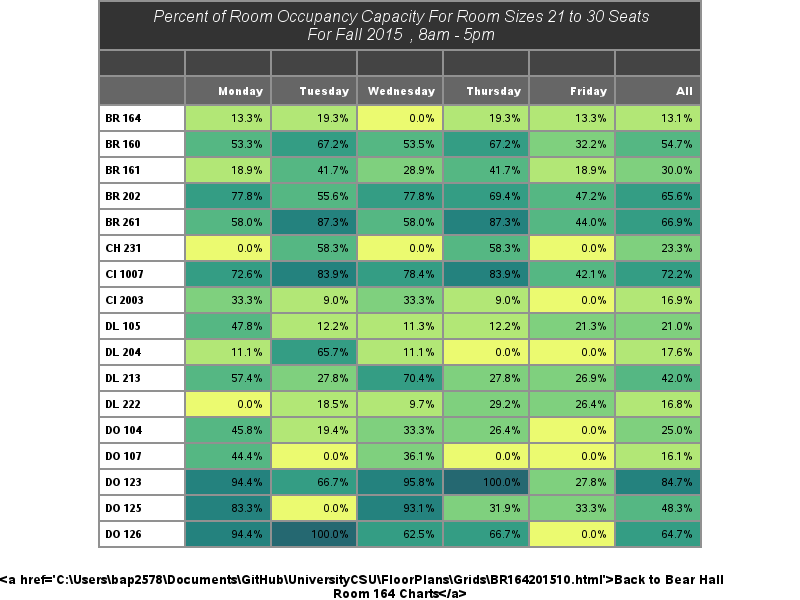 Percent of Room Occupancy Capacity For Room Sizes 21 to 30 Seats
For Fall 2015 , 8am - 5pm
Monday Tuesday Wednesday Thursday Friday All
BR 164 13.3% 19.3% 0.0% 19.3% 13.3% 13.1%
BR 160 53.3% 67.2% 53.5% 67.2% 32.2% 54.7%
BR 161 18.9% 41.7% 28.9% 41.7% 18.9% 30.0%
BR 202 77.8% 55.6% 77.8% 69.4% 47.2% 65.6%
BR 261 58.0% 87.3% 58.0% 87.3% 44.0% 66.9%
CH 231 0.0% 58.3% 0.0% 58.3% 0.0% 23.3%
CI 1007 72.6% 83.9% 78.4% 83.9% 42.1% 72.2%
CI 2003 33.3% 9.0% 33.3% 9.0% 0.0% 16.9%
DL 105 47.8% 12.2% 11.3% 12.2% 21.3% 21.0%
DL 204 11.1% 65.7% 11.1% 0.0% 0.0% 17.6%
DL 213 57.4% 27.8% 70.4% 27.8% 26.9% 42.0%
DL 222 0.0% 18.5% 9.7% 29.2% 26.4% 16.8%
DO 104 45.8% 19.4% 33.3% 26.4% 0.0% 25.0%
DO 107 44.4% 0.0% 36.1% 0.0% 0.0% 16.1%
DO 123 94.4% 66.7% 95.8% 100.0% 27.8% 84.7%
DO 125 83.3% 0.0% 93.1% 31.9% 33.3% 48.3%
DO 126 94.4% 100.0% 62.5% 66.7% 0.0% 64.7%
<a href='C:\Users\bap2578\Documents\GitHub\UniversityCSU\FloorPlans\Grids\BR164201510.html'>Back to Bear Hall
Room 164 Charts</a>